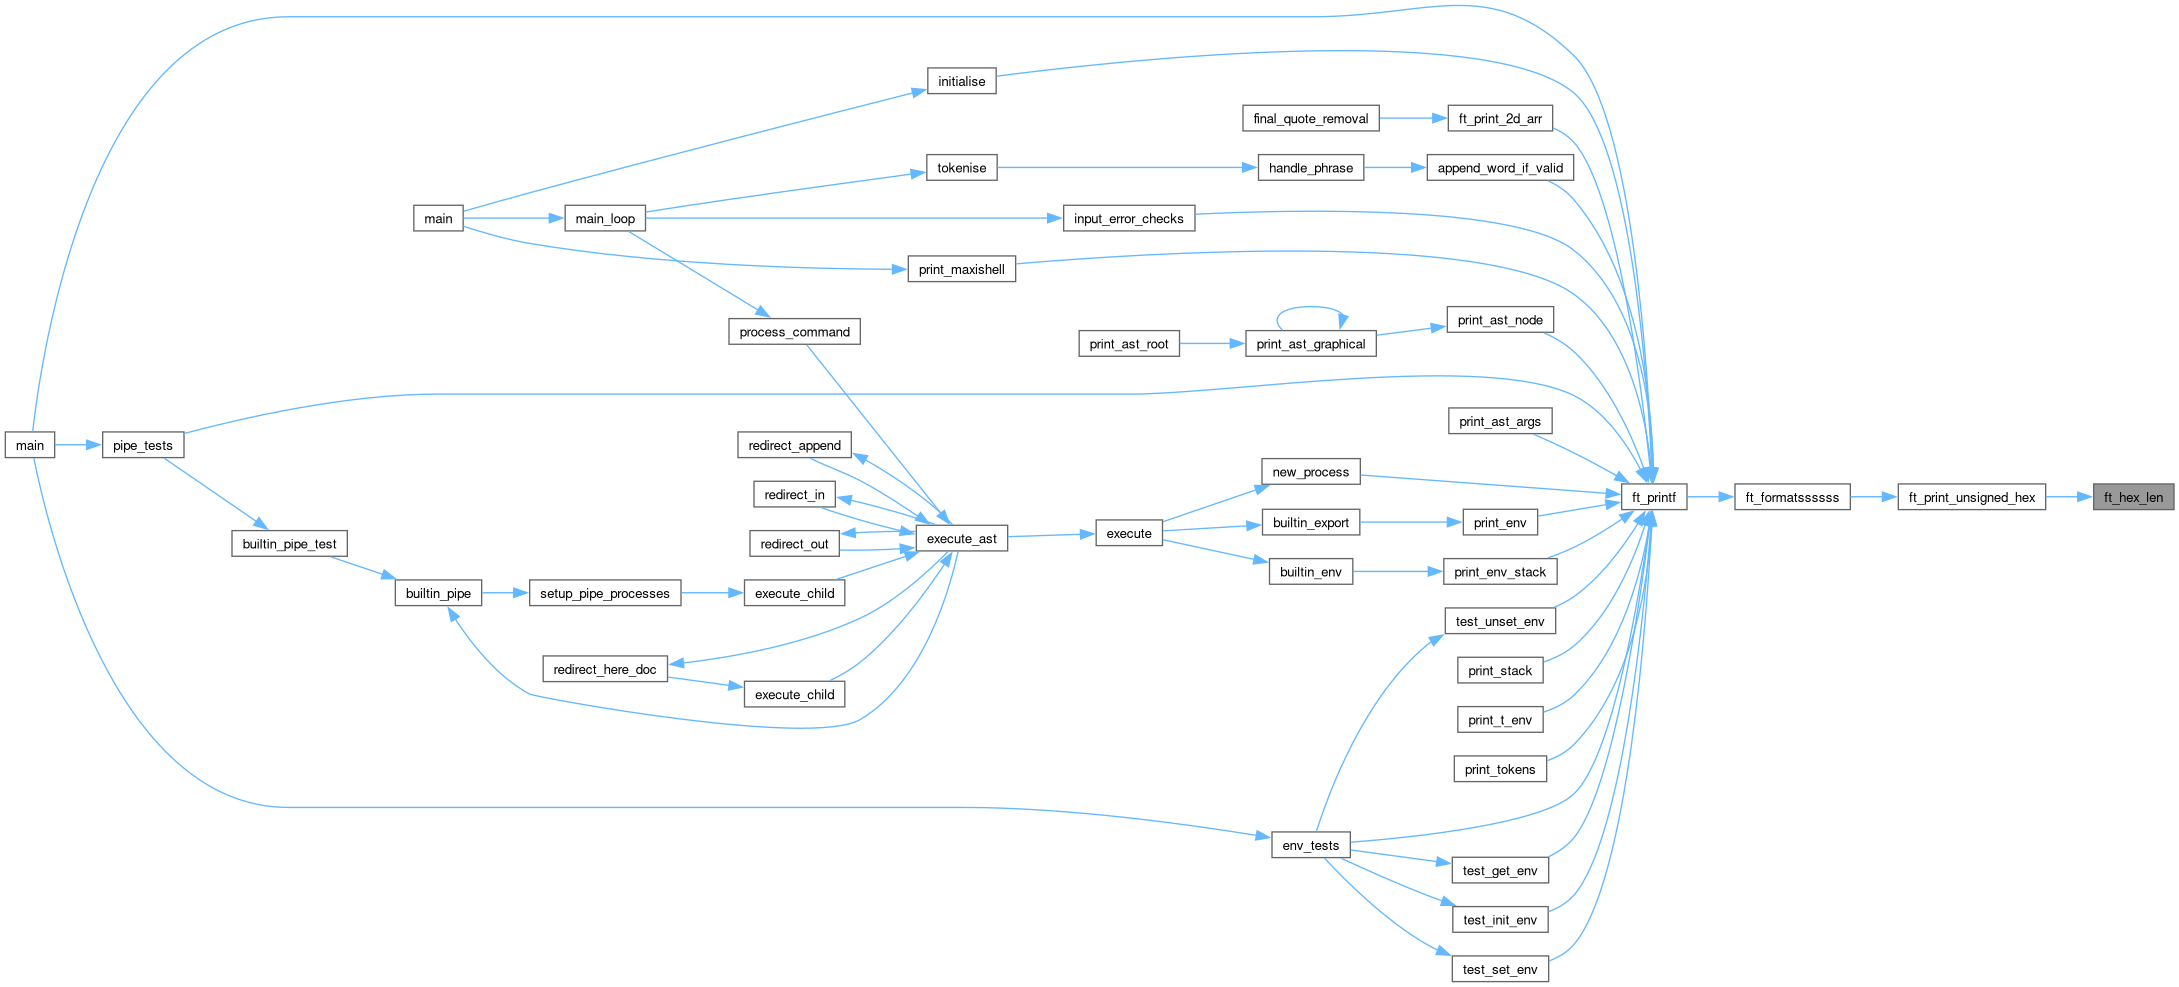 initialise
final_quote_removal
ft_print_2d_arr
tokenise
handle_phrase
append_word_if_valid
main
main_loop
input_error_checks
print_maxishell
process_command
print_ast_root
print_ast_graphical
print_ast_node
main
pipe_tests
redirect_append
print_ast_args
redirect_in
new_process
ft_printf
ft_formatssssss
ft_print_unsigned_hex
ft_hex_len
builtin_pipe_test
redirect_out
execute_ast
execute
builtin_export
print_env
builtin_pipe
setup_pipe_processes
execute_child
builtin_env
print_env_stack
test_unset_env
redirect_here_doc
execute_child
print_stack
print_t_env
print_tokens
env_tests
test_get_env
test_init_env
test_set_env